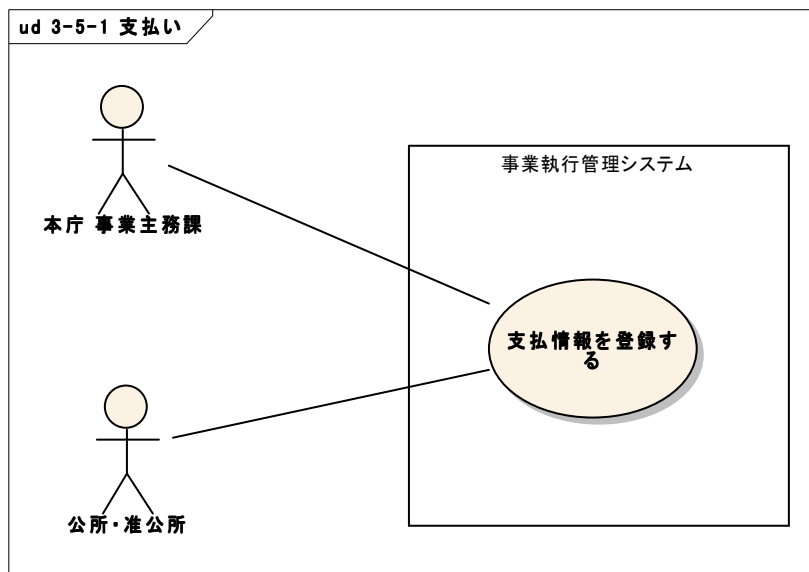 ud 3-5-1 支払い
事業執行管理システム
本庁 事業主務課
支払情報を登録す
る
公所・准公所